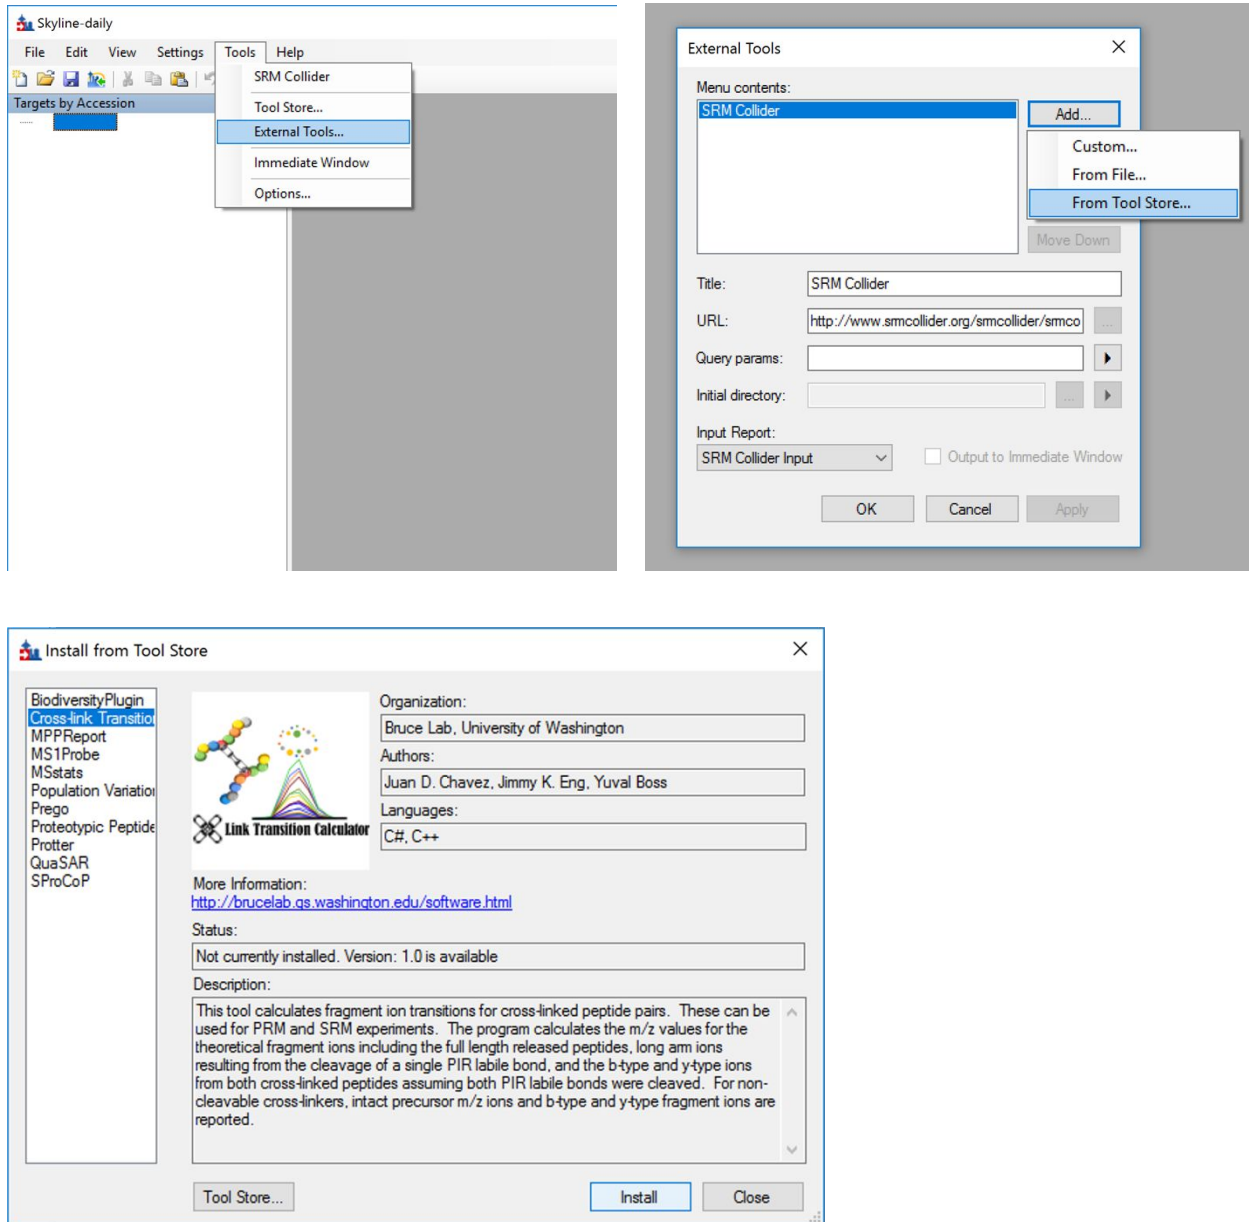 Skyline-daily
File Edit View Settings Tools Help
Targets by Accession
SRM Collider
Tool Store...
External Tools...
Immediate Window
Options...
External Tools
Menu contents:
SRM Collider
Add...
Custom...
From File...
From Tool Store...
Move Down
Title: SRM Collider
URL: http://www.srmcollider.org/srmcollider/srmco ...
Query params:
Initial directory: ...
Input Report:
SRM Collider Input
Output to Immediate Window
OK Cancel Apply
Install from Tool Store
BiodiversityPlugin
Cross-link Transition
MPPReport
MS1Probe
MSstats
Population Variation
Prego
Proteotypic Peptide
Protter
QuaSAR
SProCoP
Link Transition Calculator
Organization:
Bruce Lab, University of Washington
Authors:
Juan D. Chavez, Jimmy K. Eng, Yuval Boss
Languages:
C#, C++
More Information:
http://brucelab.gs.washington.edu/software.html
Status:
Not currently installed. Version: 1.0 is available
Description:
This tool calculates fragment ion transitions for cross-linked peptide pairs. These can be
used for PRM and SRM experiments. The program calculates the m/z values for the
theoretical fragment ions including the full length released peptides, long arm ions
resulting from the cleavage of a single PIR labile bond, and the b-type and y-type ions
from both cross-linked peptides assuming both PIR labile bonds were cleaved. For non-
cleavable cross-linkers, intact precursor m/z ions and b-type and y-type fragment ions are
reported.
Tool Store...
Install
Close